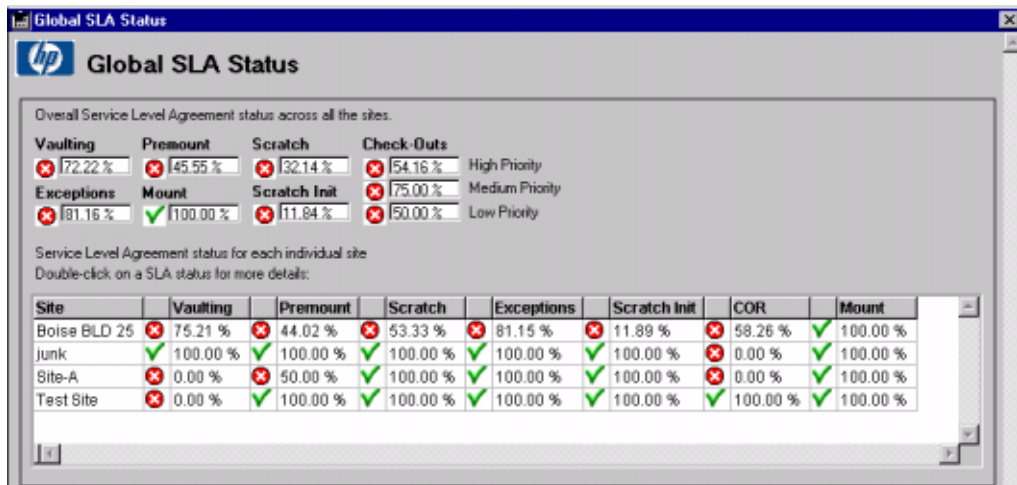 Global SLA Status
hp Global SLA Status
Overall Service Level Agreement status across all the sites.
Vaulting Premount Scratch Check-Outs
72.22 % 45.55 % 32.14 % 54.16 % High Priority
75.00 % Medium Priority
Exceptions Mount Scratch Init
81.16 % 100.00 % 11.84 % 50.00 % Low Priority
Service Level Agreement status for each individual site
Double-click on a SLA status for more details:
Site Vaulting Premount Scratch Exceptions Scratch Init COR Mount
Boise BLD 25 75.21 % 44.02 % 53.33 % 81.15 % 11.89 % 58.26 % 100.00 %
junk 100.00 % 100.00 % 100.00 % 100.00 % 100.00 % 0.00 % 100.00 %
Site-A 0.00 % 50.00 % 100.00 % 100.00 % 100.00 % 0.00 % 100.00 %
Test Site 0.00 % 100.00 % 100.00 % 100.00 % 100.00 % 100.00 % 100.00 %